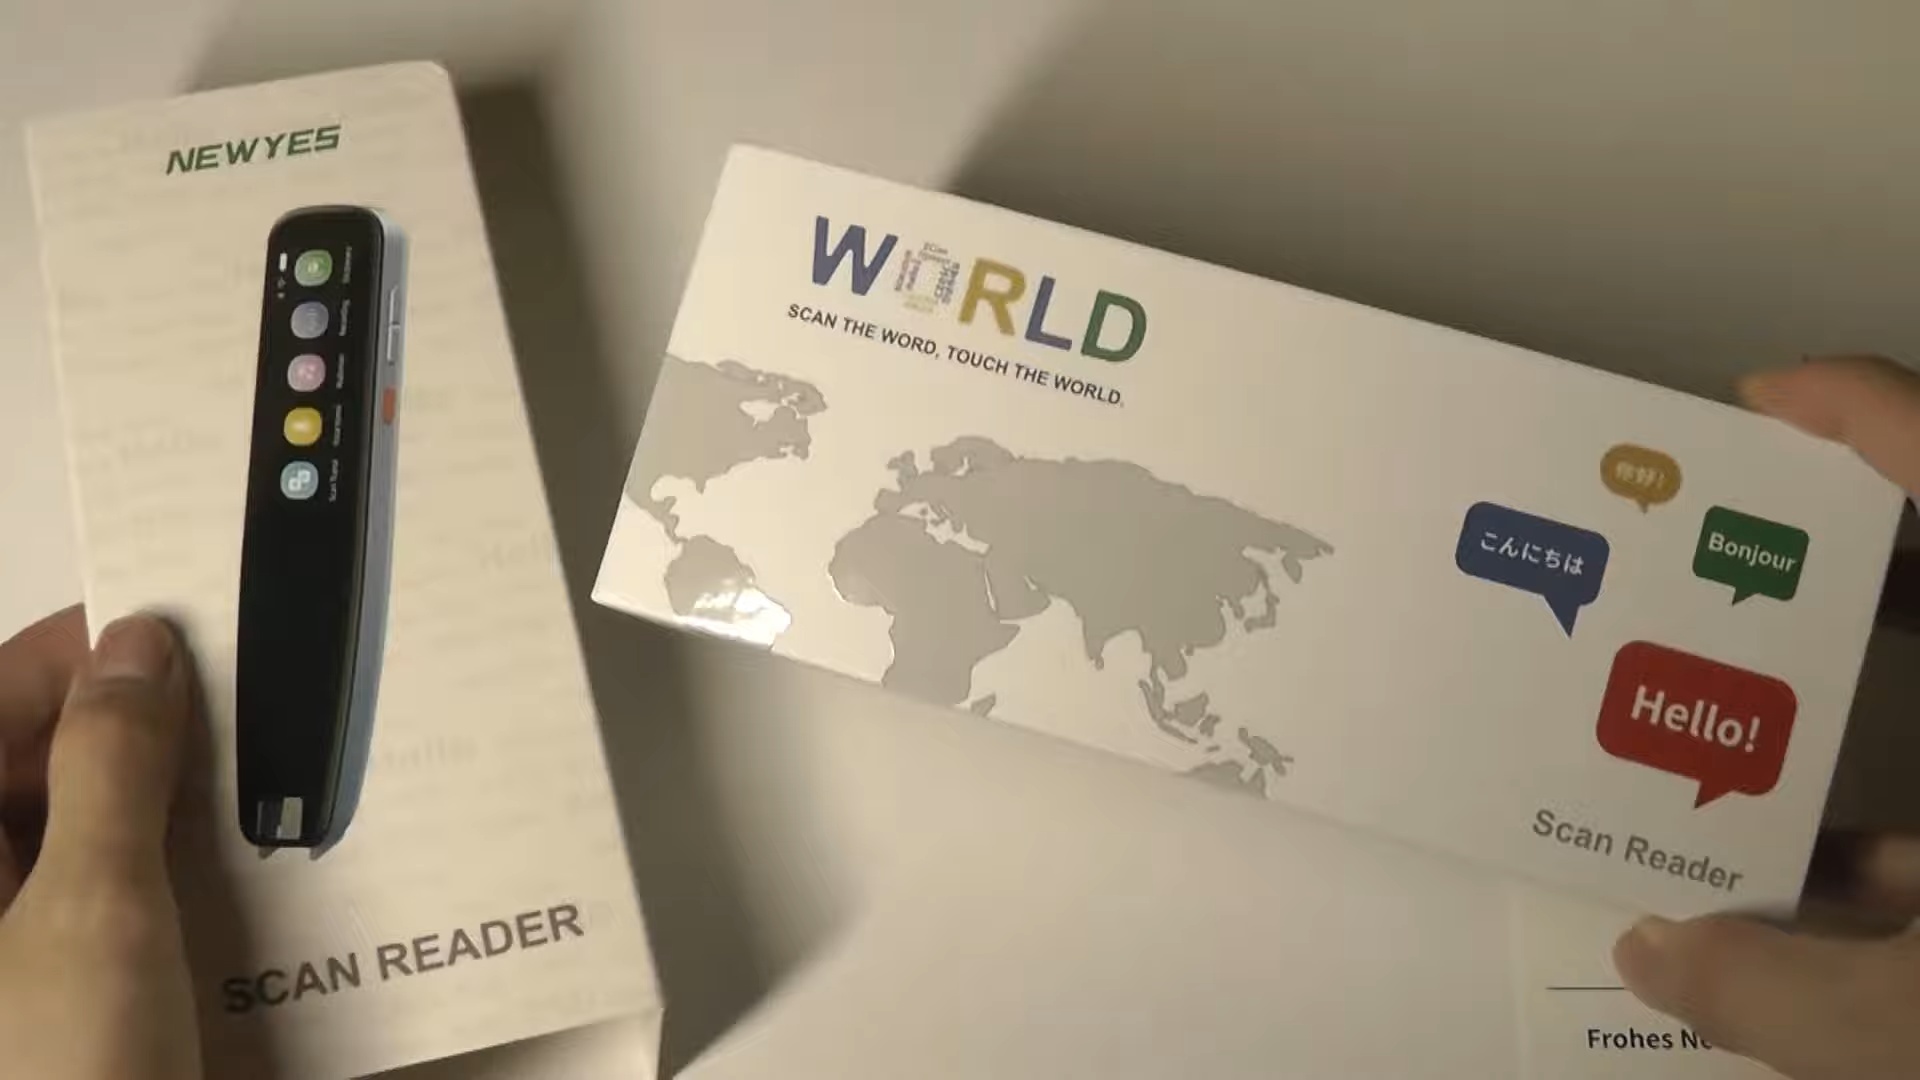 NEWYES
SCAN READER
WORLD
SCAN THE WORD, TOUCH THE WORLD.
你好!
こんにちは
Bonjour
Hello!
Scan Reader
Frohes